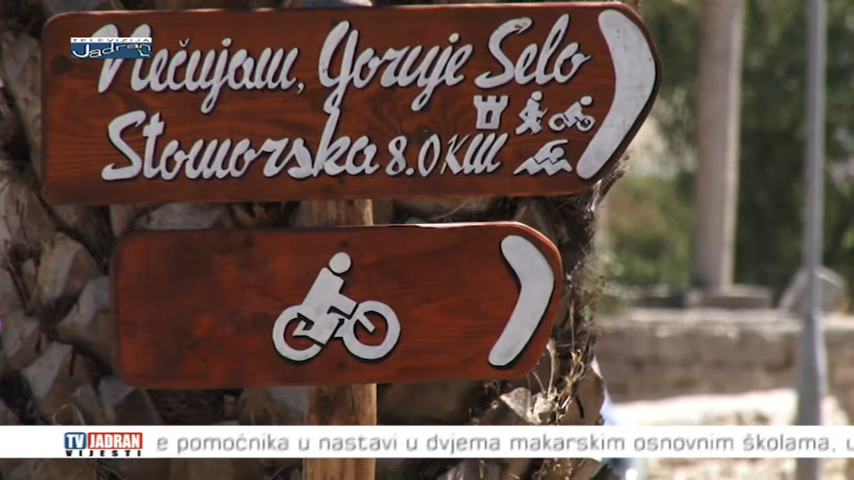 TELEVIZIJA
Jadran
Nečujam, Gornje Selo
Stomorska 8.0 KM
TV JADRAN
VIJESTI
e pomoćnika u nastavi u dvjema makarskim osnovnim školama, u